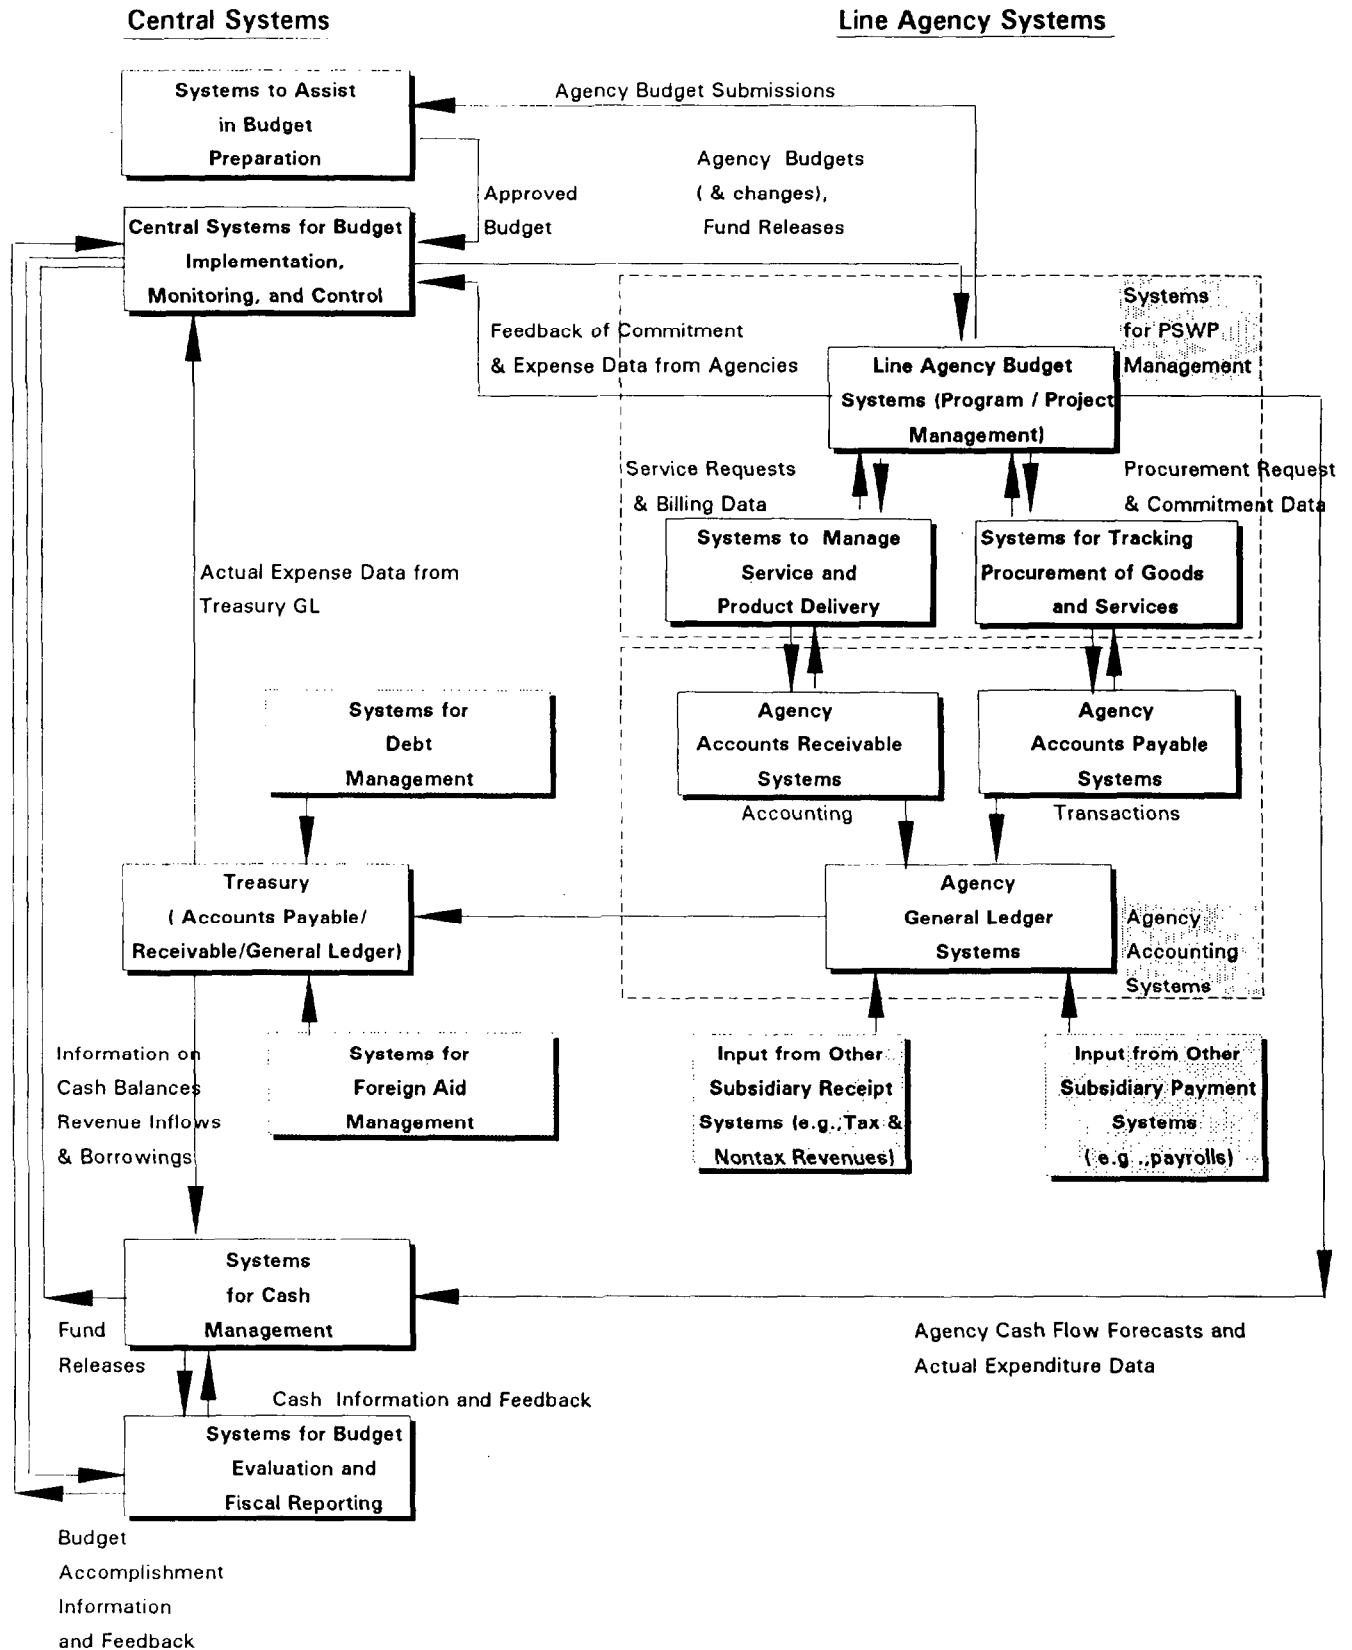 Central Systems
Line Agency Systems
Systems to Assist
in Budget
Preparation
Agency Budget Submissions
Approved
Budget
Agency Budgets
( & changes),
Fund Releases
Central Systems for Budget
Implementation,
Monitoring, and Control
Feedback of Commitment
& Expense Data from Agencies
Systems
for PSWP
Management
Line Agency Budget
Systems (Program / Project
Management)
Service Requests
& Billing Data
Procurement Request
& Commitment Data
Systems to Manage
Service and
Product Delivery
Systems for Tracking
Procurement of Goods
and Services
Actual Expense Data from
Treasury GL
Systems for
Debt
Management
Agency
Accounts Receivable
Systems
Agency
Accounts Payable
Systems
Accounting
Transactions
Treasury
( Accounts Payable/
Receivable/General Ledger)
Agency
General Ledger
Systems
Agency
Accounting
Systems
Information on
Cash Balances
Revenue Inflows
& Borrowings
Systems for
Foreign Aid
Management
Input from Other
Subsidiary Receipt
Systems (e.g.,Tax &
Nontax Revenues)
Input from Other
Subsidiary Payment
Systems
( e.g .,payrolls)
Systems
for Cash
Management
Fund
Releases
Agency Cash Flow Forecasts and
Actual Expenditure Data
Cash Information and Feedback
Systems for Budget
Evaluation and
Fiscal Reporting
Budget
Accomplishment
Information
and Feedback